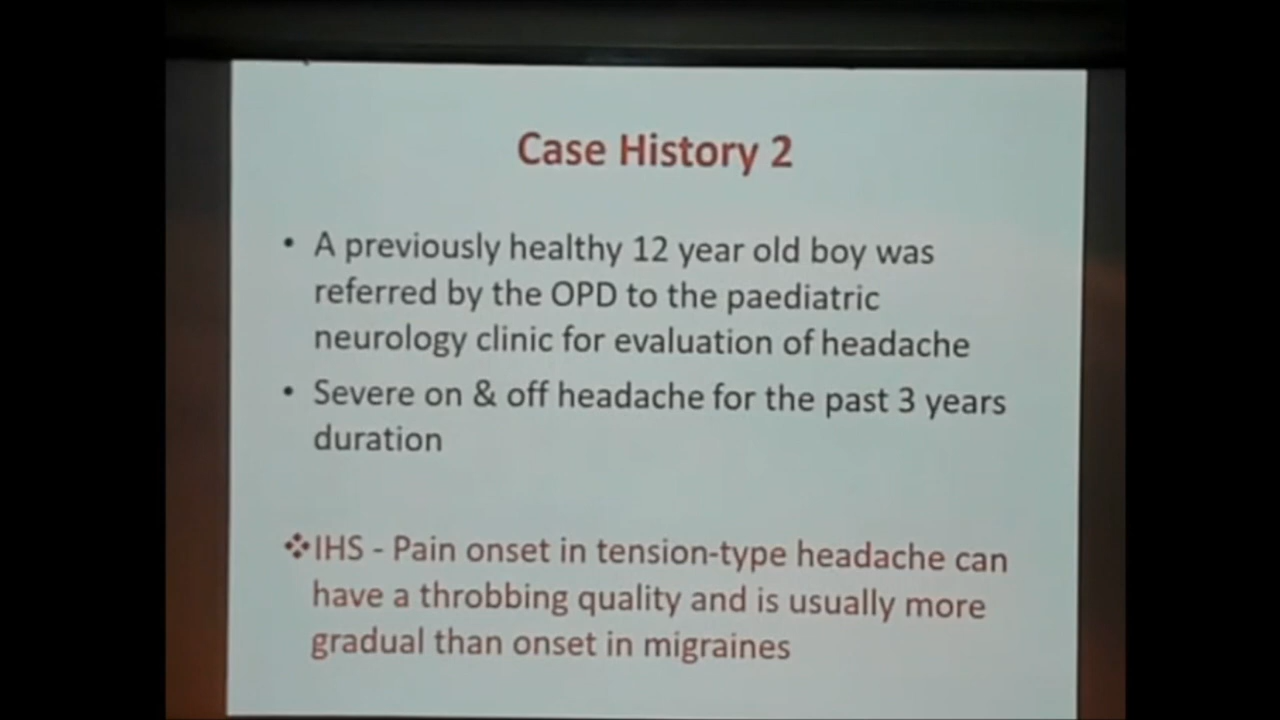 Case History 2
• A previously healthy 12 year old boy was
referred by the OPD to the paediatric
neurology clinic for evaluation of headache
• Severe on & off headache for the past 3 years
duration
❖IHS - Pain onset in tension-type headache can
have a throbbing quality and is usually more
gradual than onset in migraines